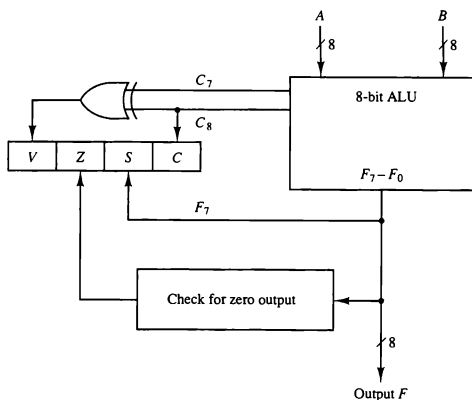 A B
8 8
C7
8-bit ALU
C8
V Z S C
F7 – F0
F7
Check for zero output
8
Output F